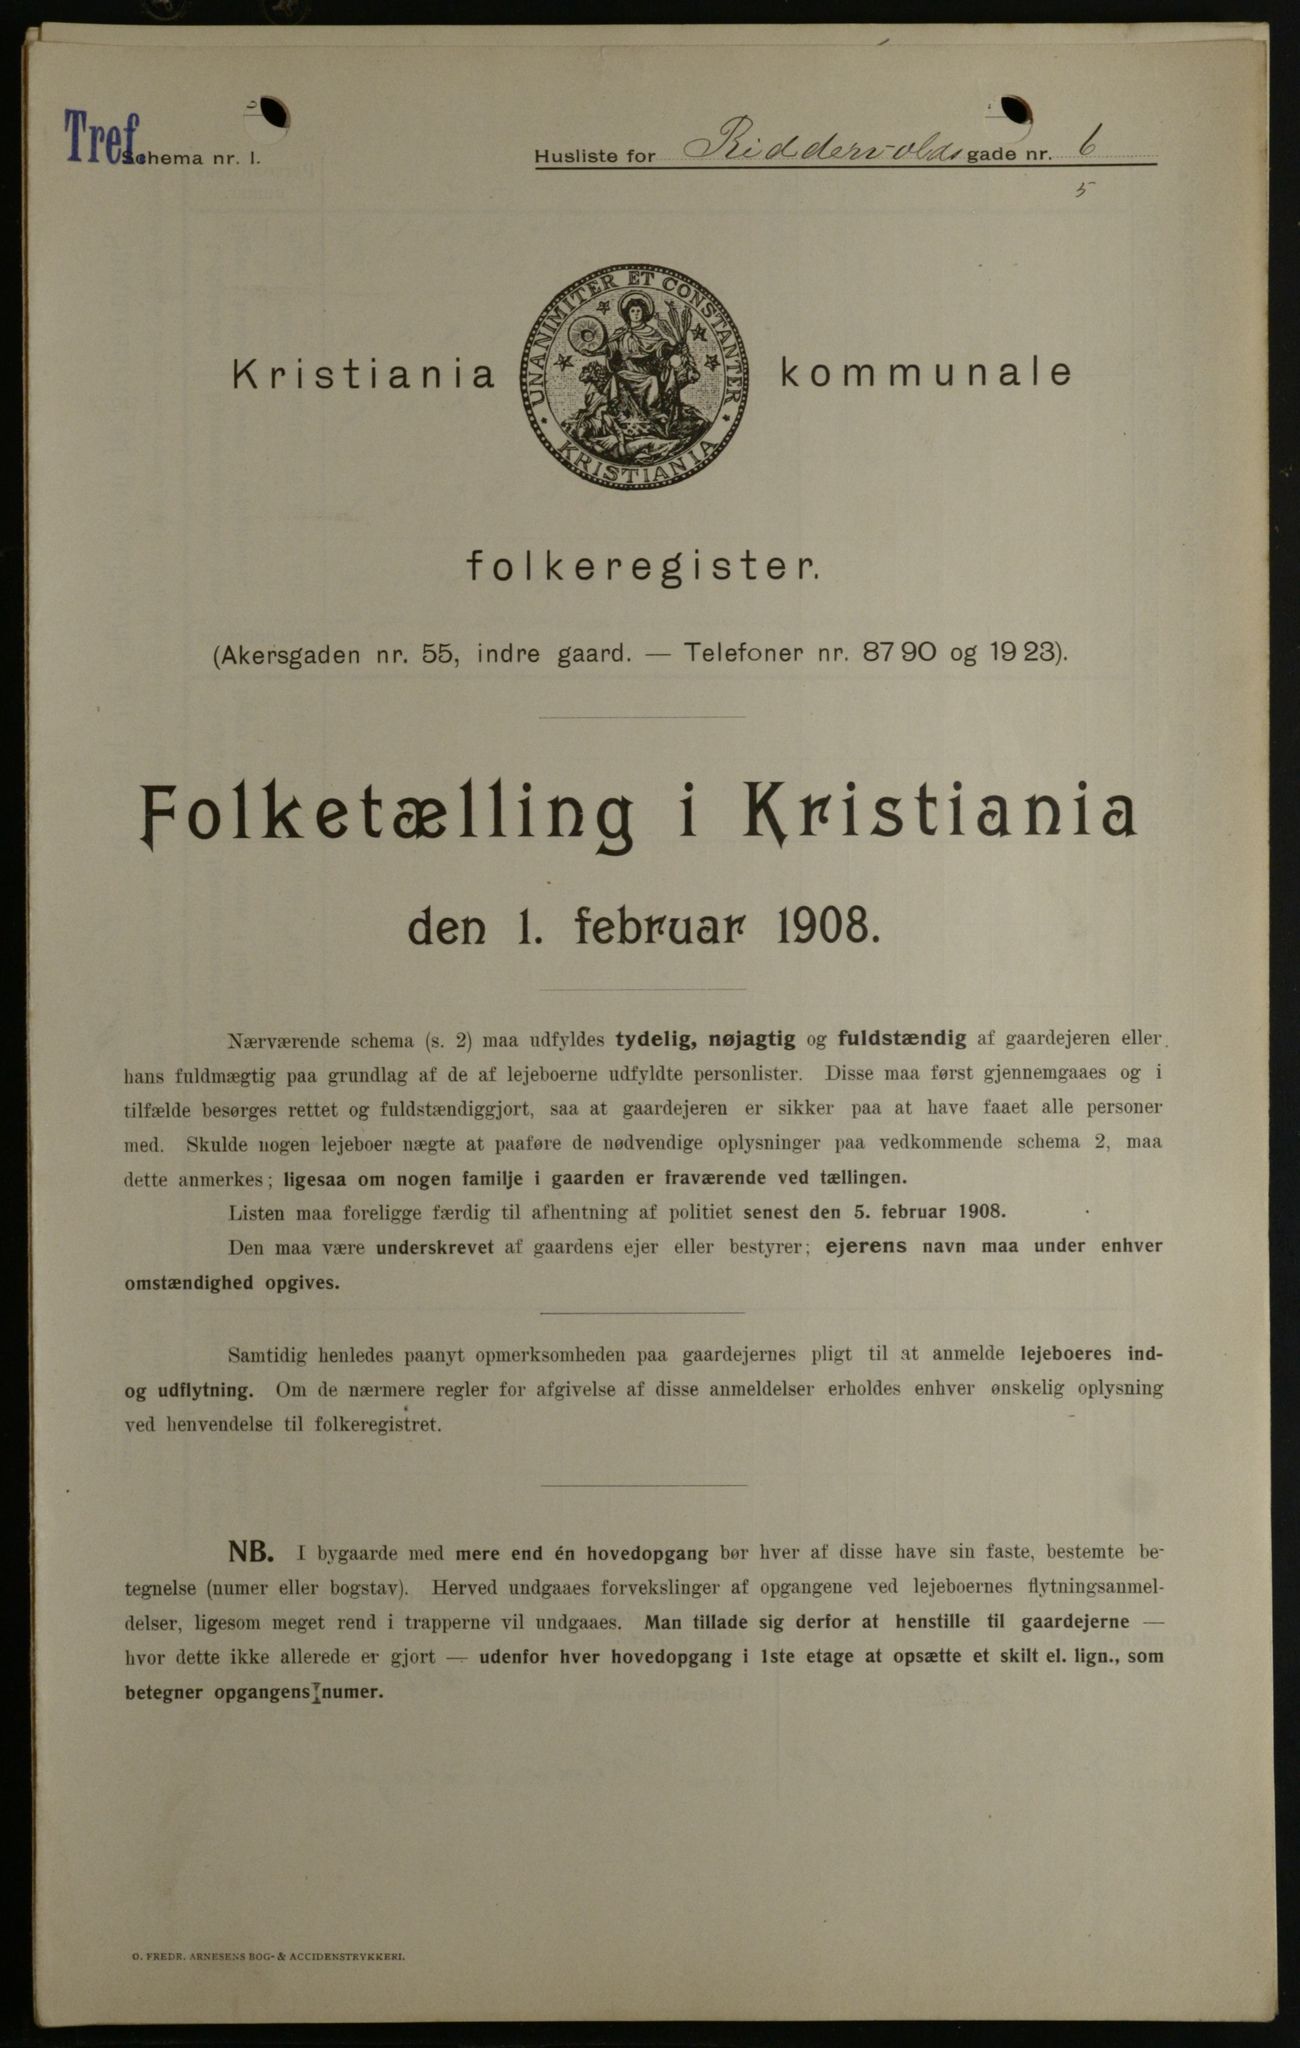 Tref.
Schema nr. 1.
Husliste for Riddervolds gade nr. 6
5
UNANIMITER ET CONSTANTER
KRISTIANIA
Kristiania kommunale
folkeregister.
(Akersgaden nr. 55, indre gaard. — Telefoner nr. 87 90 og 19 23).
Folketælling i Kristiania
den 1. februar 1908.
Nærværende schema (s. 2) maa udfyldes tydelig, nøjagtig og fuldstændig af gaardejeren eller
hans fuldmægtig paa grundlag af de af lejeboerne udfyldte personlister. Disse maa først gjennemgaaes og i
tilfælde besørges rettet og fuldstændiggjort, saa at gaardejeren er sikker paa at have faaet alle personer
med. Skulde nogen lejeboer nægte at paaføre de nødvendige oplysninger paa vedkommende schema 2, maa
dette anmerkes; ligesaa om nogen familje i gaarden er fraværende ved tællingen.
Listen maa foreligge færdig til afhentning af politiet senest den 5. februar 1908.
Den maa være underskrevet af gaardens ejer eller bestyrer; ejerens navn maa under enhver
omstændighed opgives.
Samtidig henledes paanyt opmerksomheden paa gaardejernes pligt til at anmelde lejeboeres ind-
og udflytning. Om de nærmere regler for afgivelse af disse anmeldelser erholdes enhver ønskelig oplysning
ved henvendelse til folkeregistret.
NB. I bygaarde med mere end én hovedopgang bør hver af disse have sin faste, bestemte be-
tegnelse (numer eller bogstav). Herved undgaaes forvekslinger af opgangene ved lejeboernes flytningsanmel-
delser, ligesom meget rend i trapperne vil undgaaes. Man tillade sig derfor at henstille til gaardejerne —
hvor dette ikke allerede er gjort — udenfor hver hovedopgang i 1ste etage at opsætte et skilt el. lign., som
betegner opgangens numer.
O. FREDR. ARNESENS BOG- & ACCIDENSTRYKKERI.